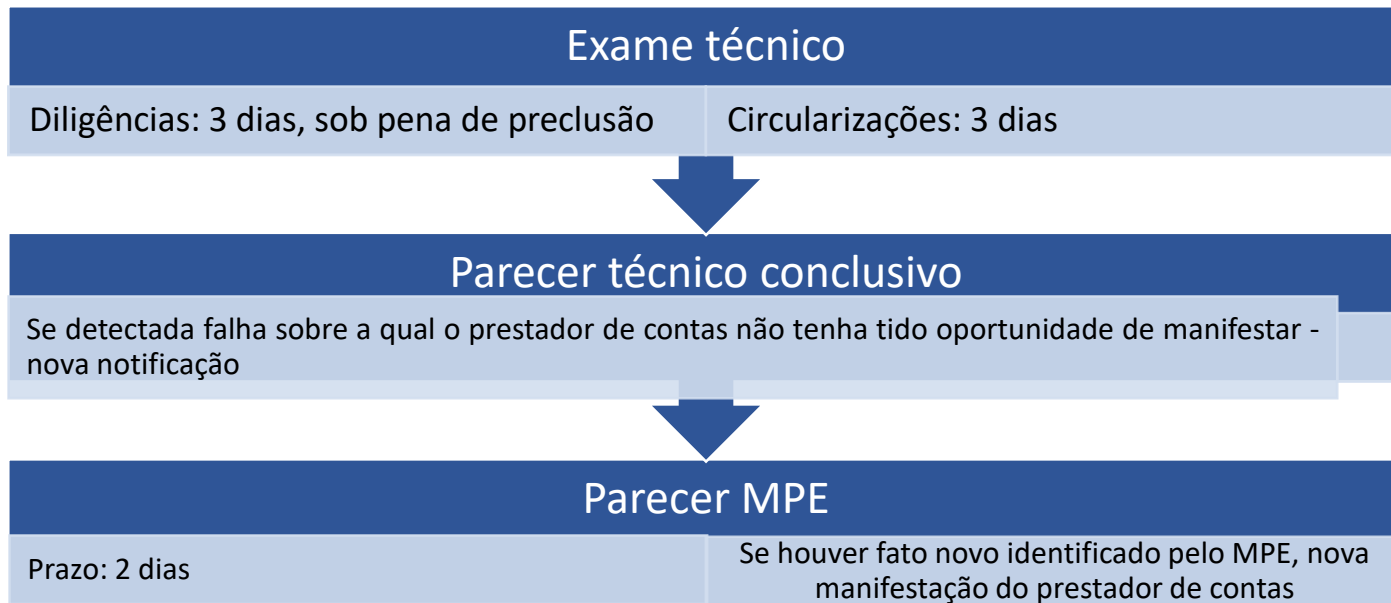 Exame técnico
Diligências: 3 dias, sob pena de preclusão
Circularizações: 3 dias
Parecer técnico conclusivo
Se detectada falha sobre a qual o prestador de contas não tenha tido oportunidade de manifestar -
nova notificação
Parecer MPE
Prazo: 2 dias
Se houver fato novo identificado pelo MPE, nova
manifestação do prestador de contas